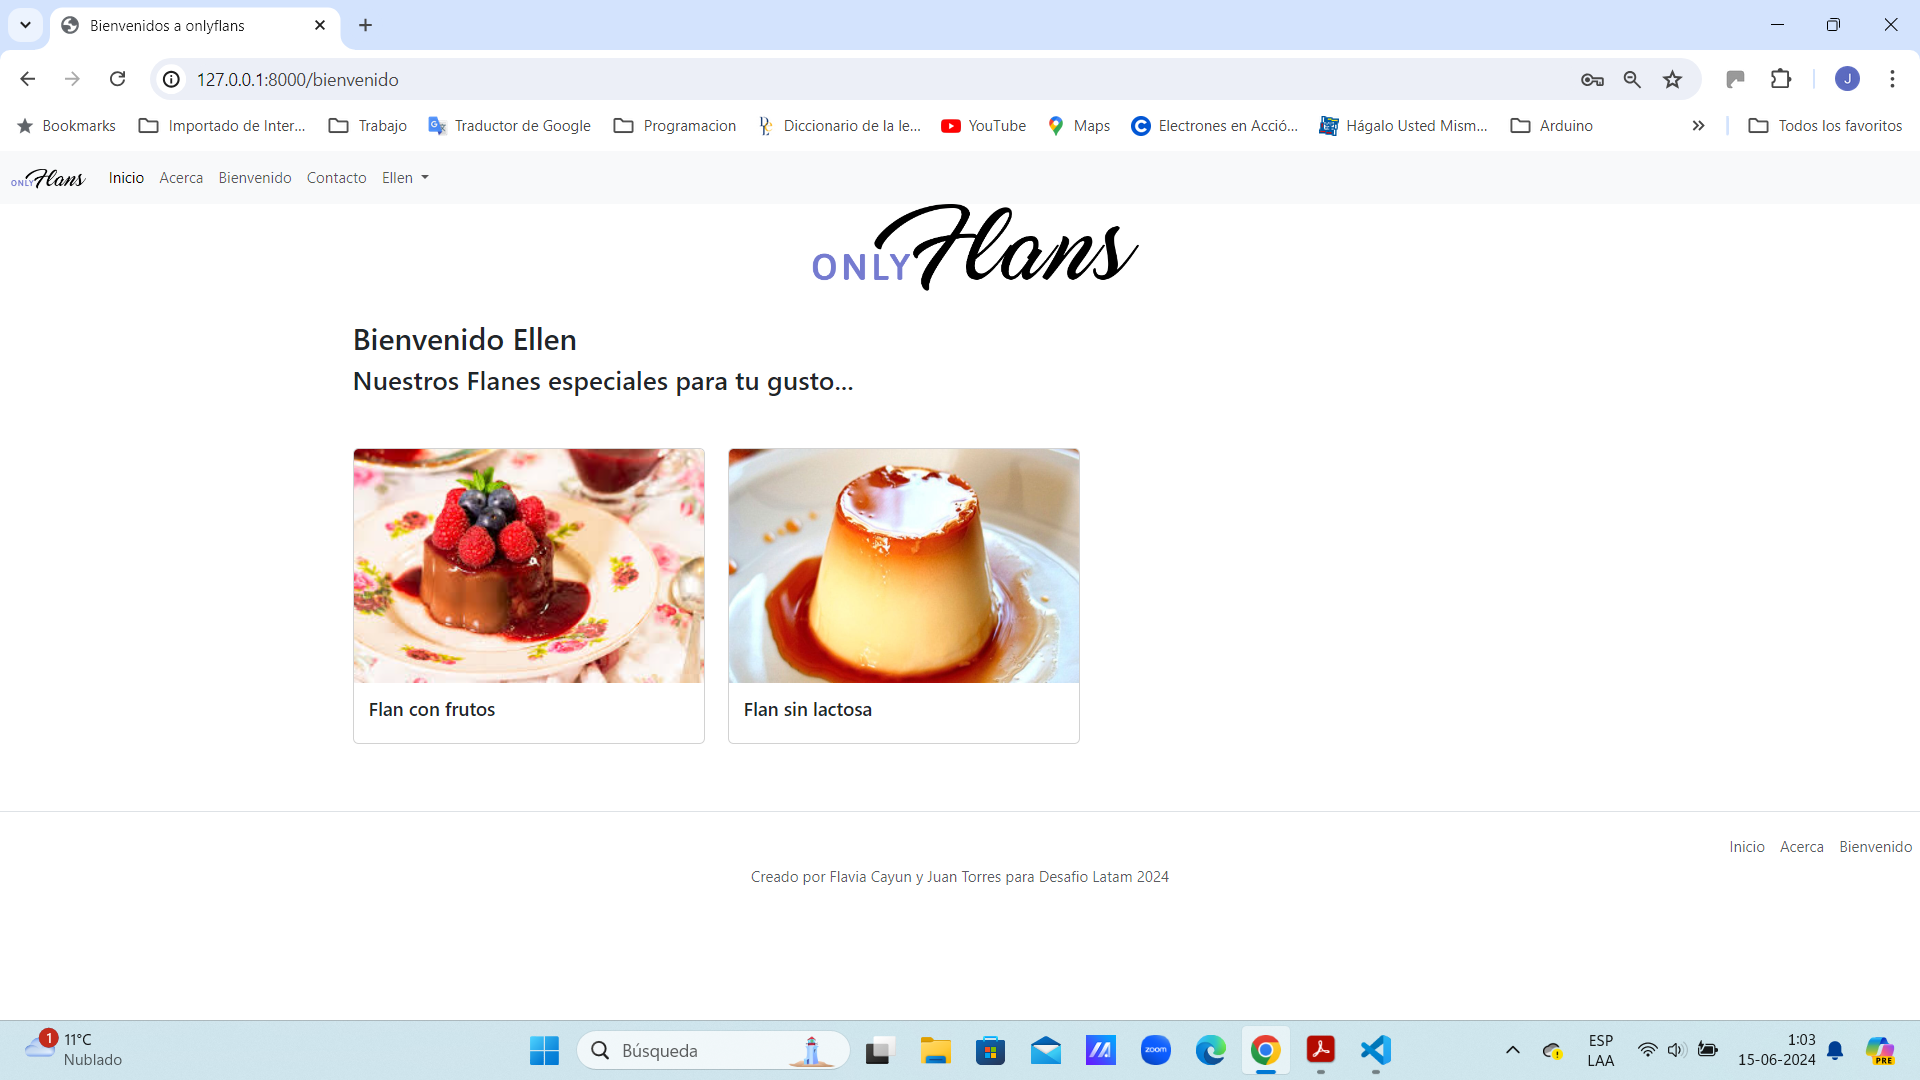 Bienvenidos a onlyflans
127.0.0.1:8000/bienvenido
Bookmarks Importado de Inter... Trabajo Traductor de Google Programacion Diccionario de la le... YouTube Maps Electrones en Acció... Hágalo Usted Mism... Arduino » Todos los favoritos
ONLY Flans Inicio Acerca Bienvenido Contacto Ellen
ONLY Flans
Bienvenido Ellen
Nuestros Flanes especiales para tu gusto...
Flan con frutos
Flan sin lactosa
Inicio Acerca Bienvenido
Creado por Flavia Cayun y Juan Torres para Desafio Latam 2024
1
11°C
Nublado
Búsqueda
zoom
ESP
LAA
1:03
15-06-2024
PRE
J